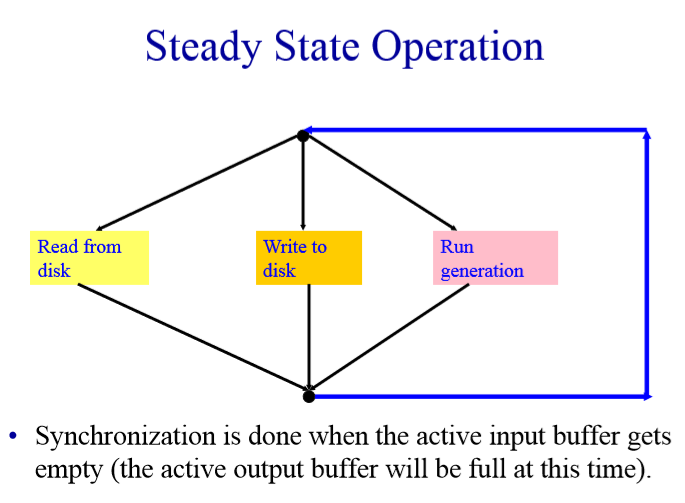 Steady State Operation
Read from
disk
Write to
disk
Run
generation
• Synchronization is done when the active input buffer gets
empty (the active output buffer will be full at this time).